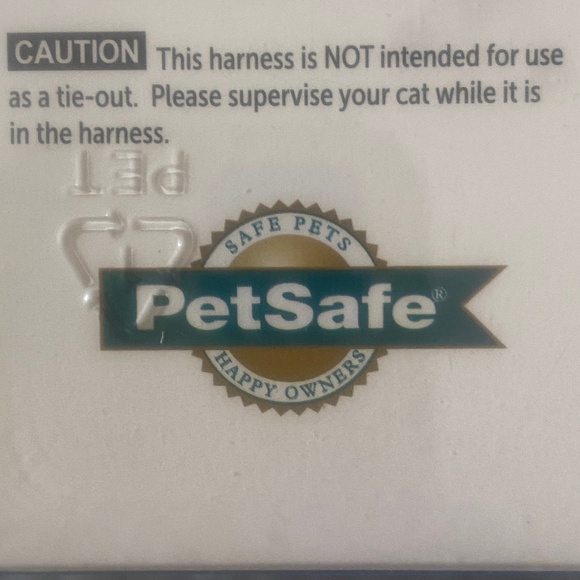 CAUTION This harness is NOT intended for use
as a tie-out. Please supervise your cat while it is
in the harness.
PET
SAFE PETS
PetSafe®
HAPPY OWNERS